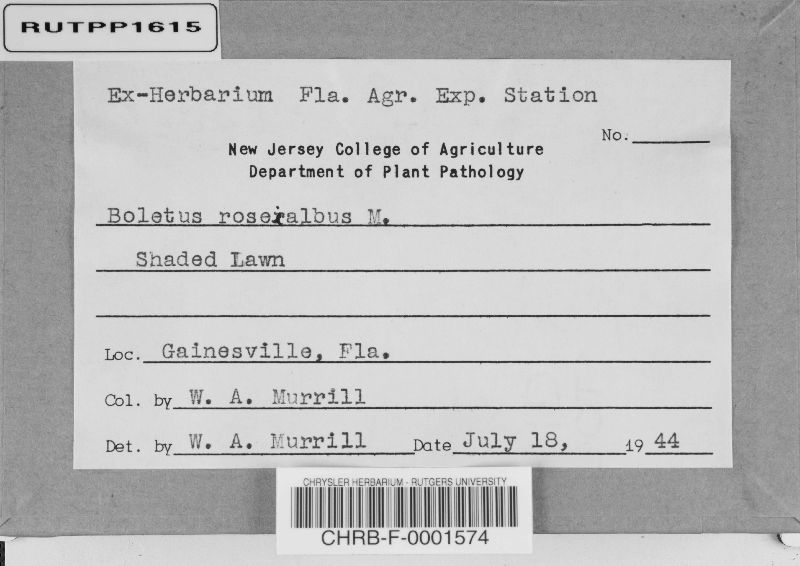 RUTPP1615
Ex-Herbarium Fla. Agr. Exp. Station
No.
New Jersey College of Agriculture
Department of Plant Pathology
Boletus roseialbus M.
Shaded Lawn
Loc. Gainesville, Fla.
Col. by W. A. Murrill
Det. by W. A. Murrill Date July 18, 19 44
CHRYSLER HERBARIUM - RUTGERS UNIVERSITY
CHRB-F-0001574